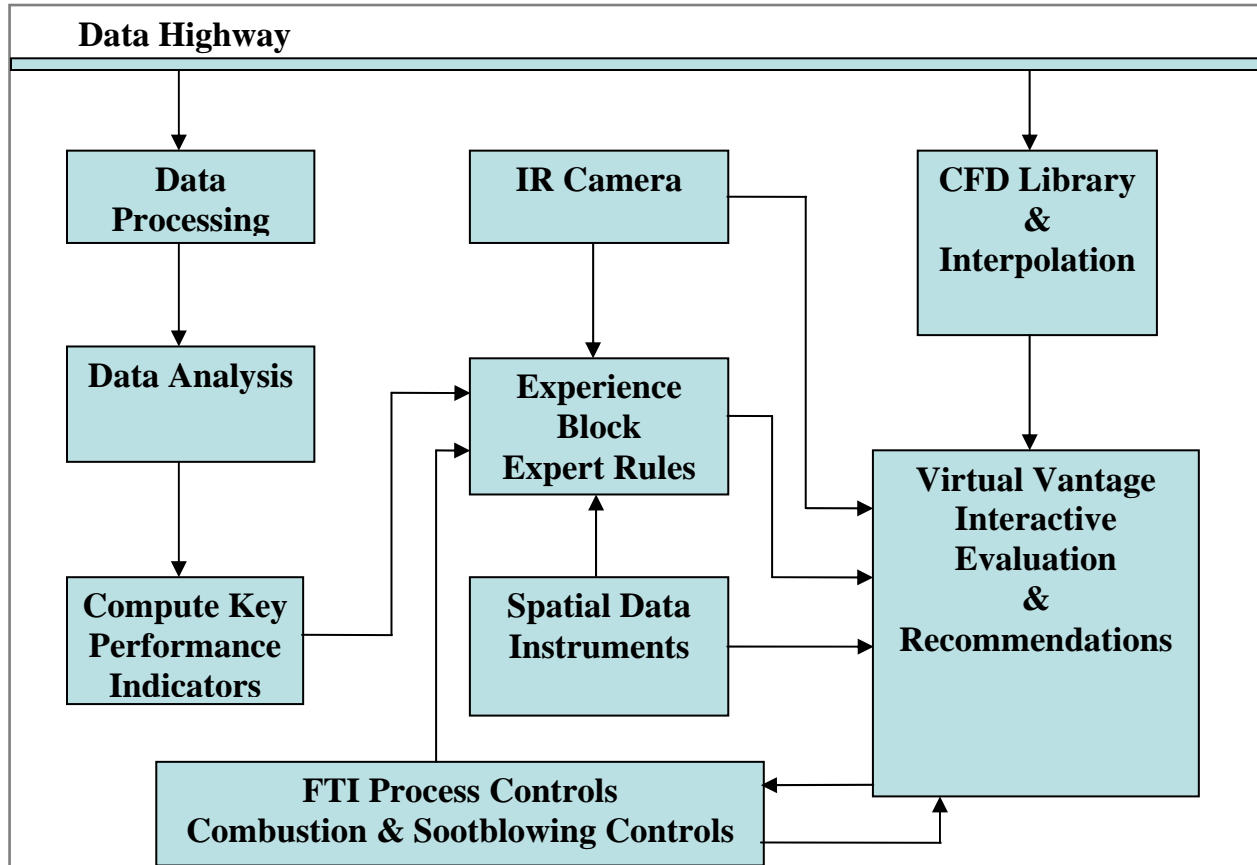 Data Highway
Data
Processing
IR Camera
CFD Library
&
Interpolation
Data Analysis
Experience
Block
Expert Rules
Virtual Vantage
Interactive
Evaluation
&
Recommendations
Compute Key
Performance
Indicators
Spatial Data
Instruments
FTI Process Controls
Combustion & Sootblowing Controls